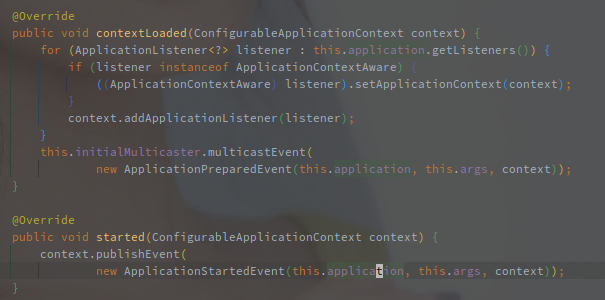 @Override
public void contextLoaded(ConfigurableApplicationContext context) {
for (ApplicationListener<?> listener : this.application.getListeners()) {
if (listener instanceof ApplicationContextAware) {
((ApplicationContextAware) listener).setApplicationContext(context);
}
context.addApplicationListener(listener);
}
this.initialMulticaster.multicastEvent(
new ApplicationPreparedEvent(this.application, this.args, context));
}
@Override
public void started(ConfigurableApplicationContext context) {
context.publishEvent(
new ApplicationStartedEvent(this.application, this.args, context));
}